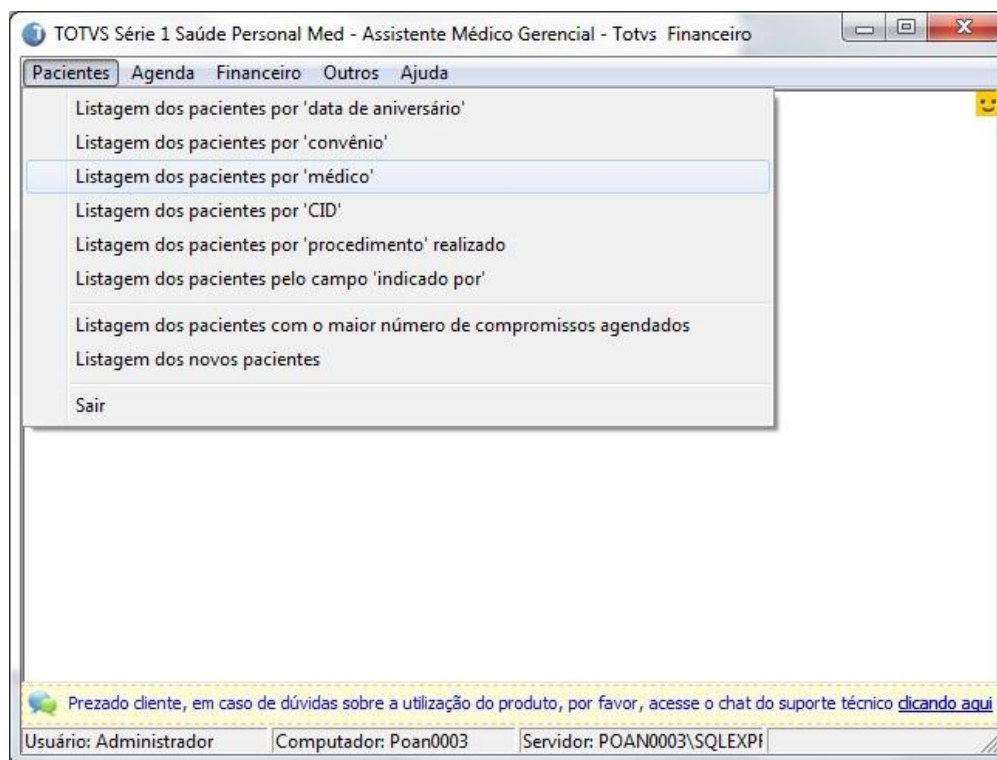 TOTVS Série 1 Saúde Personal Med - Assistente Médico Gerencial - Totvs Financeiro
Pacientes Agenda Financeiro Outros Ajuda
Listagem dos pacientes por 'data de aniversário'
Listagem dos pacientes por 'convênio'
Listagem dos pacientes por 'médico'
Listagem dos pacientes por 'CID'
Listagem dos pacientes por 'procedimento' realizado
Listagem dos pacientes pelo campo 'indicado por'
Listagem dos pacientes com o maior número de compromissos agendados
Listagem dos novos pacientes
Sair
Prezado cliente, em caso de dúvidas sobre a utilização do produto, por favor, acesse o chat do suporte técnico clicando aqui
Usuário: Administrador Computador: Poan0003 Servidor: POAN0003\SQLEXPI